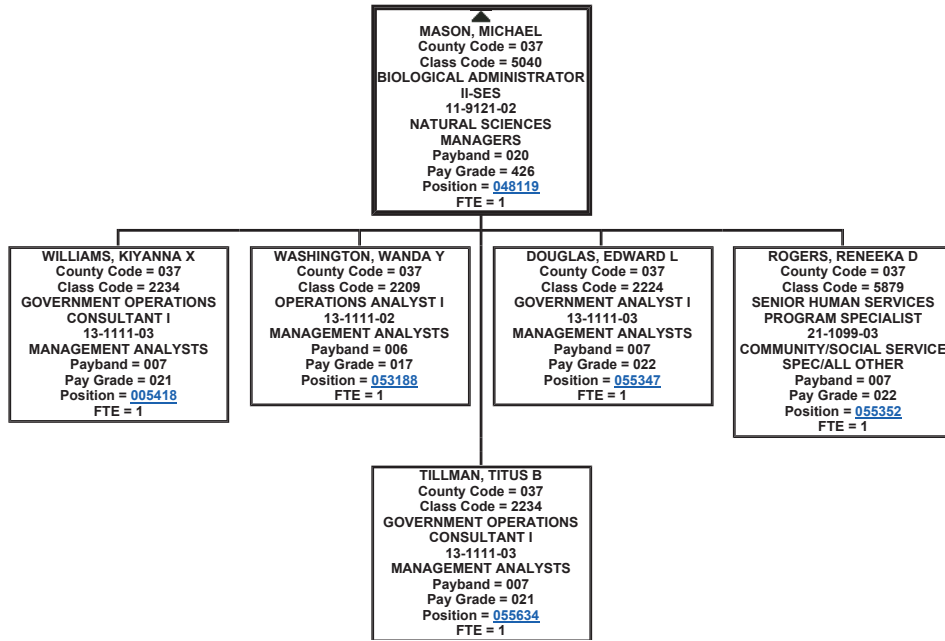 MASON, MICHAEL
County Code = 037
Class Code = 5040
BIOLOGICAL ADMINISTRATOR
II-SES
11-9121-02
NATURAL SCIENCES
MANAGERS
Payband = 020
Pay Grade = 426
Position = 048119
FTE = 1
WILLIAMS, KIYANNA X
County Code = 037
Class Code = 2234
GOVERNMENT OPERATIONS
CONSULTANT I
13-1111-03
MANAGEMENT ANALYSTS
Payband = 007
Pay Grade = 021
Position = 005418
FTE = 1
WASHINGTON, WANDA Y
County Code = 037
Class Code = 2209
OPERATIONS ANALYST I
13-1111-02
MANAGEMENT ANALYSTS
Payband = 006
Pay Grade = 017
Position = 053188
FTE = 1
DOUGLAS, EDWARD L
County Code = 037
Class Code = 2224
GOVERNMENT ANALYST I
13-1111-03
MANAGEMENT ANALYSTS
Payband = 007
Pay Grade = 022
Position = 055347
FTE = 1
ROGERS, RENEEKA D
County Code = 037
Class Code = 5879
SENIOR HUMAN SERVICES
PROGRAM SPECIALIST
21-1099-03
COMMUNITY/SOCIAL SERVICE
SPEC/ALL OTHER
Payband = 007
Pay Grade = 022
Position = 055352
FTE = 1
TILLMAN, TITUS B
County Code = 037
Class Code = 2234
GOVERNMENT OPERATIONS
CONSULTANT I
13-1111-03
MANAGEMENT ANALYSTS
Payband = 007
Pay Grade = 021
Position = 055634
FTE = 1